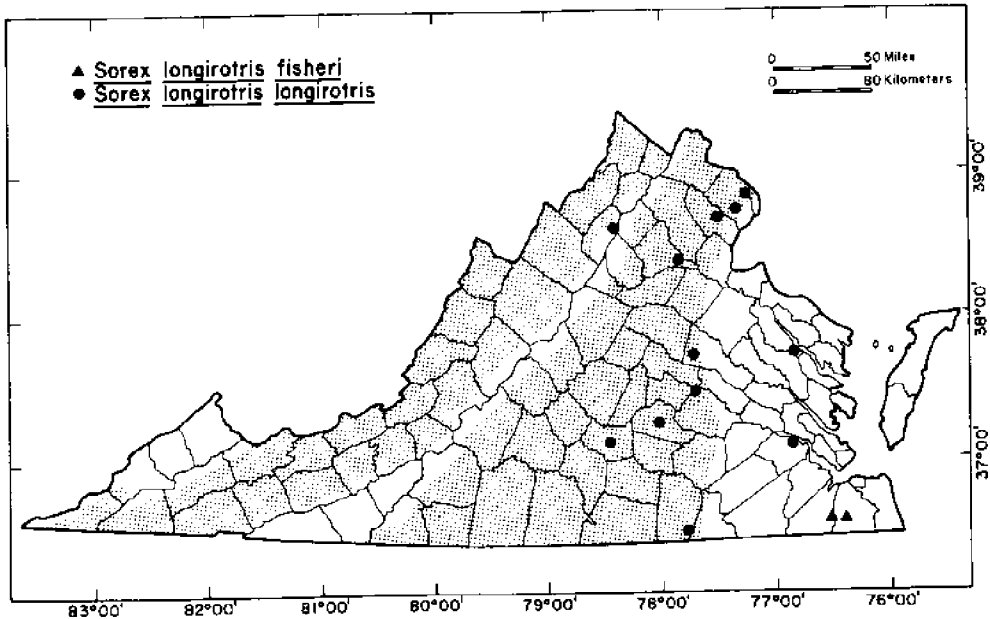 ▲ Sorex longirotris fisheri
● Sorex longirotris longirotris
0 50 Miles
0 80 Kilometers
39°00'
38°00'
37°00'
83°00' 82°00' 81°00' 80°00' 79°00' 78°00' 77°00' 76°00'